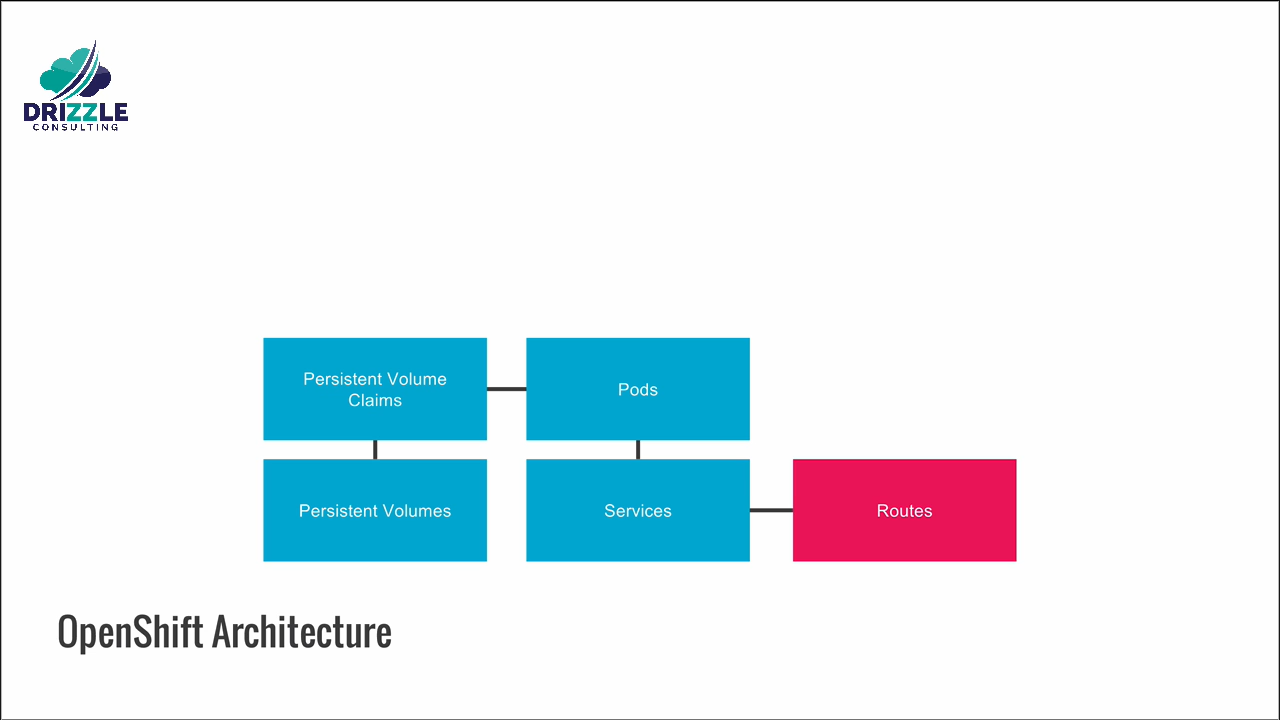 DRIZZLE
CONSULTING
Persistent Volume
Claims
Pods
Persistent Volumes
Services
Routes
OpenShift Architecture